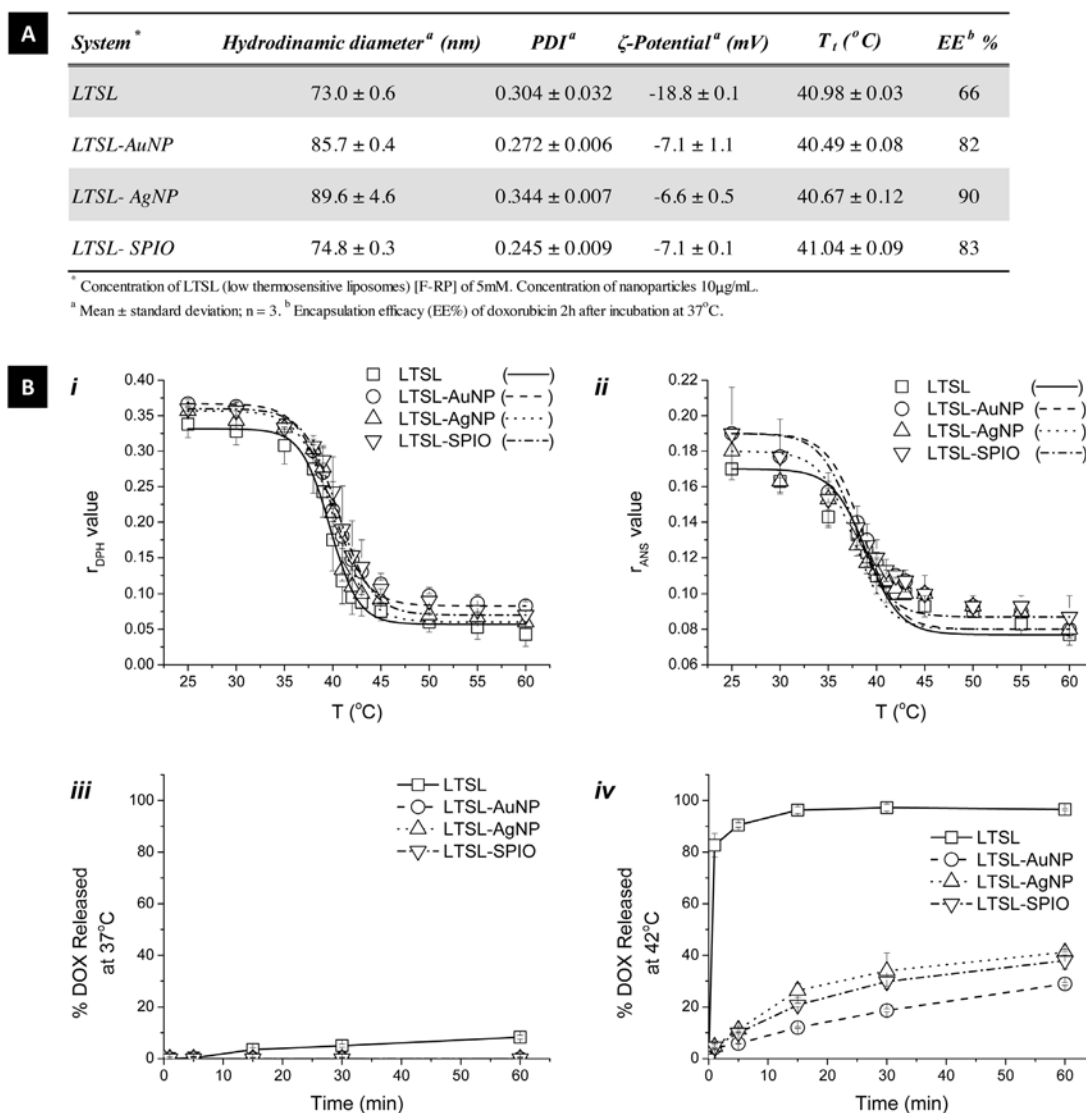 A
System* Hydrodinamic diameterᵃ (nm) PDIᵃ ζ-Potentialᵃ (mV) Tₜ (°C) EEᵇ %
LTSL 73.0 ± 0.6 0.304 ± 0.032 -18.8 ± 0.1 40.98 ± 0.03 66
LTSL-AuNP 85.7 ± 0.4 0.272 ± 0.006 -7.1 ± 1.1 40.49 ± 0.08 82
LTSL- AgNP 89.6 ± 4.6 0.344 ± 0.007 -6.6 ± 0.5 40.67 ± 0.12 90
LTSL- SPIO 74.8 ± 0.3 0.245 ± 0.009 -7.1 ± 0.1 41.04 ± 0.09 83
* Concentration of LTSL (low thermosensitive liposomes) [F-RP] of 5mM. Concentration of nanoparticles 10μg/mL.
ᵃ Mean ± standard deviation; n = 3. ᵇ Encapsulation efficacy (EE%) of doxorubicin 2h after incubation at 37°C.
B
i
r_DPH value
0.40
0.35
0.30
0.25
0.20
0.15
0.10
0.05
0.00
LTSL ( )
LTSL-AuNP ( )
LTSL-AgNP ( )
LTSL-SPIO ( )
25 30 35 40 45 50 55 60
T (°C)
ii
r_ANS value
0.22
0.20
0.18
0.16
0.14
0.12
0.10
0.08
0.06
LTSL ( )
LTSL-AuNP ( )
LTSL-AgNP ( )
LTSL-SPIO ( )
25 30 35 40 45 50 55 60
T (°C)
iii
% DOX Released
at 37°C
100
80
60
40
20
0
LTSL
LTSL-AuNP
LTSL-AgNP
LTSL-SPIO
0 10 20 30 40 50 60
Time (min)
iv
% DOX Released
at 42°C
100
80
60
40
20
0
LTSL
LTSL-AuNP
LTSL-AgNP
LTSL-SPIO
0 10 20 30 40 50 60
Time (min)